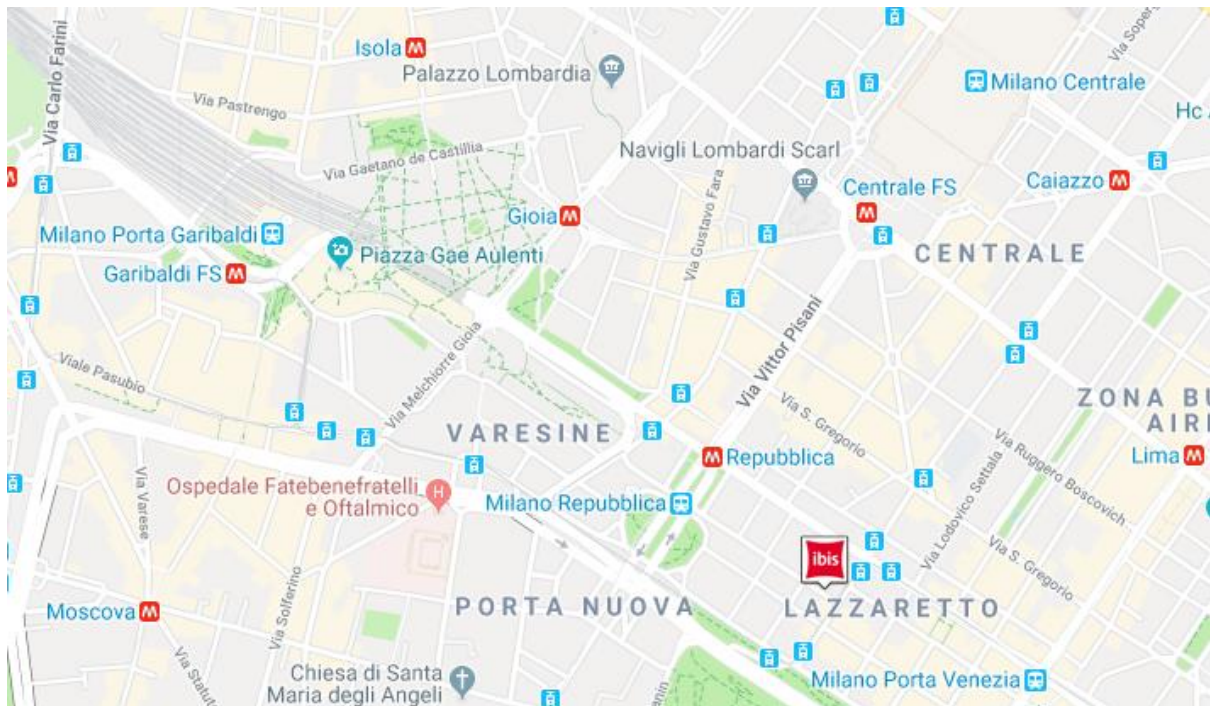 Isola
Palazzo Lombardia
Milano Centrale
Via Carlo Farini
Via Pastrengo
Hc
Via Gaetano de Castillia
Navigli Lombardi Scarl
Via Gustavo Fara
Centrale FS
Caiazzo
Gioia
Milano Porta Garibaldi
Piazza Gae Aulenti
Garibaldi FS
CENTRALE
Via Vittor Pisani
Viale Pasubio
Via Melchiorre Gioia
Via S. Gregorio
ZONA BU
AIR
VARESINE
Repubblica
Lima
Via Ruggero Boscovich
Via Varese
Ospedale Fatebenefratelli
e Oftalmico
H
Milano Repubblica
Via Lodovico Settala
Via S. Gregorio
ibis
Via Solferino
Moscova
PORTA NUOVA
LAZZARETTO
Via Statut
Chiesa di Santa
Maria degli Angeli
Milano Porta Venezia